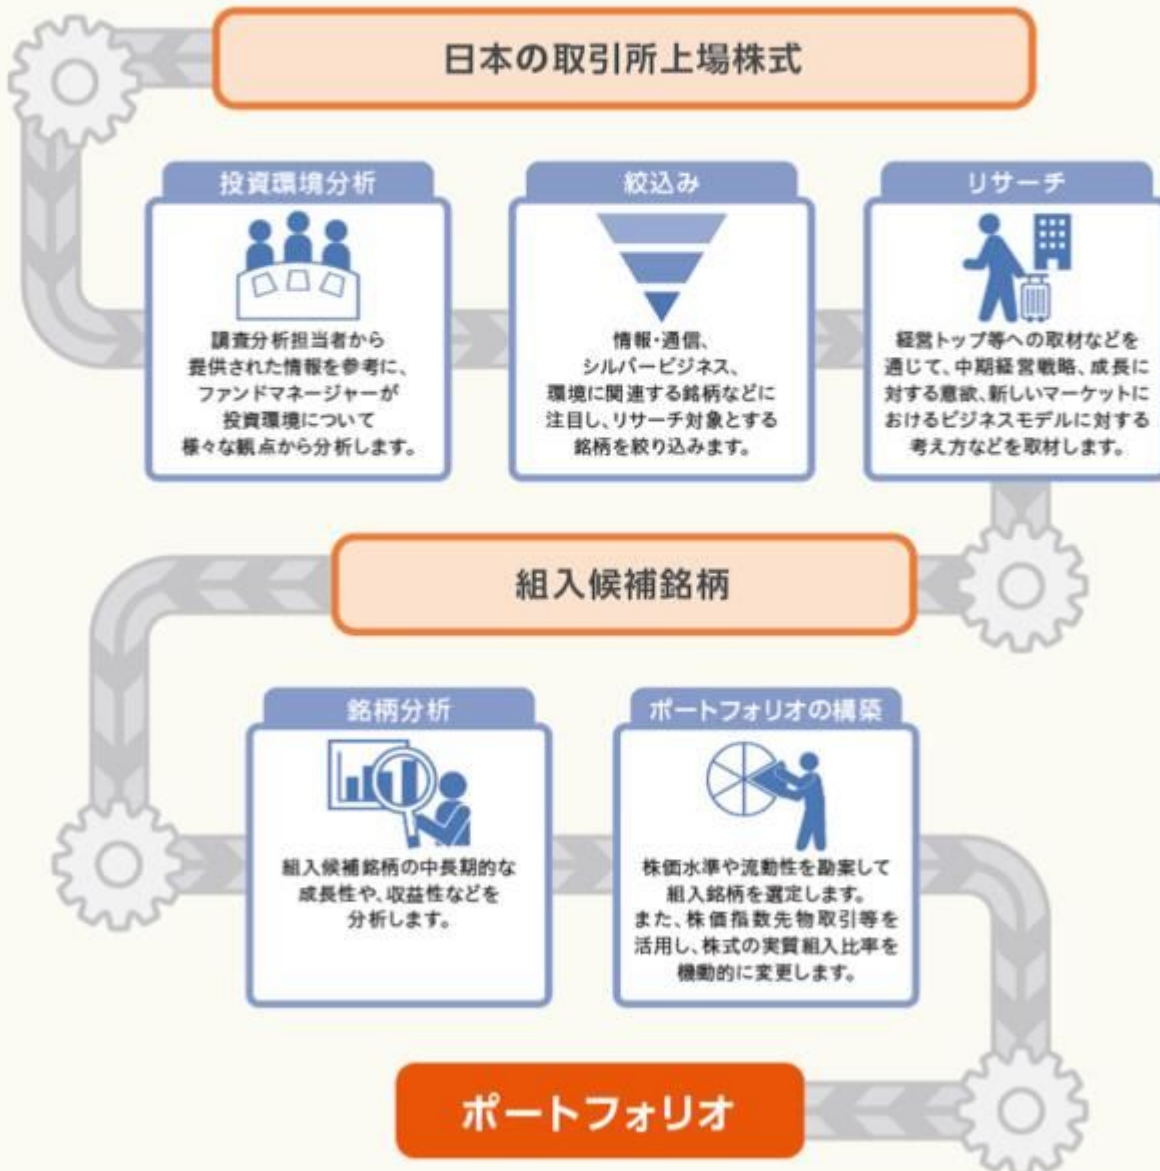 日本の取引所上場株式
投資環境分析
調査分析担当者から
提供された情報を参考に、
ファンドマネージャーが
投資環境について
様々な観点から分析します。
絞込み
情報・通信、
シルバービジネス、
環境に関連する銘柄などに
注目し、リサーチ対象とする
銘柄を絞り込みます。
リサーチ
経営トップ等への取材などを
通じて、中期経営戦略、成長に
対する意欲、新しいマーケットに
おけるビジネスモデルに対する
考え方などを取材します。
組入候補銘柄
銘柄分析
組入候補銘柄の中長期的な
成長性や、収益性などを
分析します。
ポートフォリオの構築
株価水準や流動性を勘案して
組入銘柄を選定します。
また、株価指数先物取引等を
活用し、株式の実質組入比率を
機動的に変更します。
ポートフォリオ